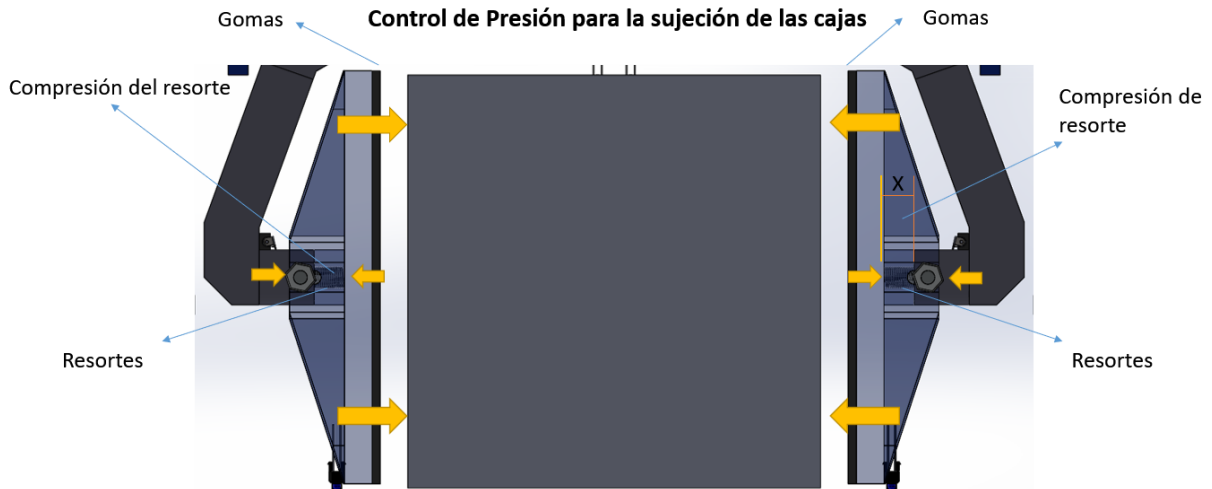 Gomas
Control de Presión para la sujeción de las cajas
Gomas
Compresión del resorte
Compresión de
resorte
X
Resortes
Resortes